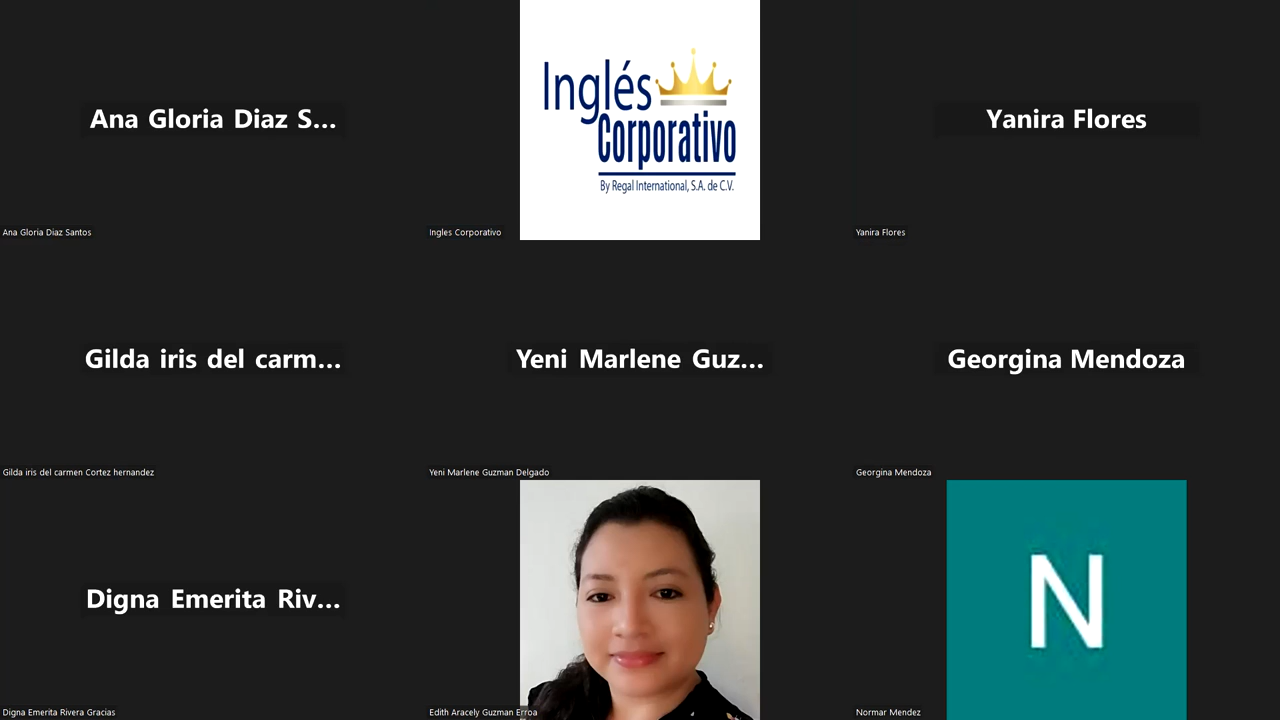 Ana Gloria Diaz S...
Ana Gloria Diaz Santos
Inglés
Corporativo
By Regal International, S.A. de C.V.
Ingles Corporativo
Yanira Flores
Yanira Flores
Gilda iris del carm...
Gilda iris del carmen Cortez hernandez
Yeni Marlene Guz...
Yeni Marlene Guzman Delgado
Georgina Mendoza
Georgina Mendoza
Digna Emerita Riv...
Digna Emerita Rivera Gracias
Edith Aracely Guzman Erroa
N
Normar Mendez